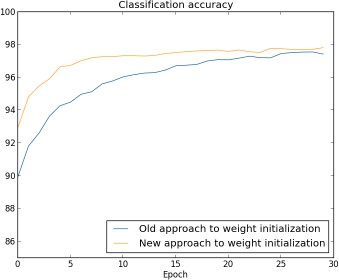 Classification accuracy
100
98
96
94
92
90
88
86
0 5 10 15 20 25 30
Epoch
Old approach to weight initialization
New approach to weight initialization